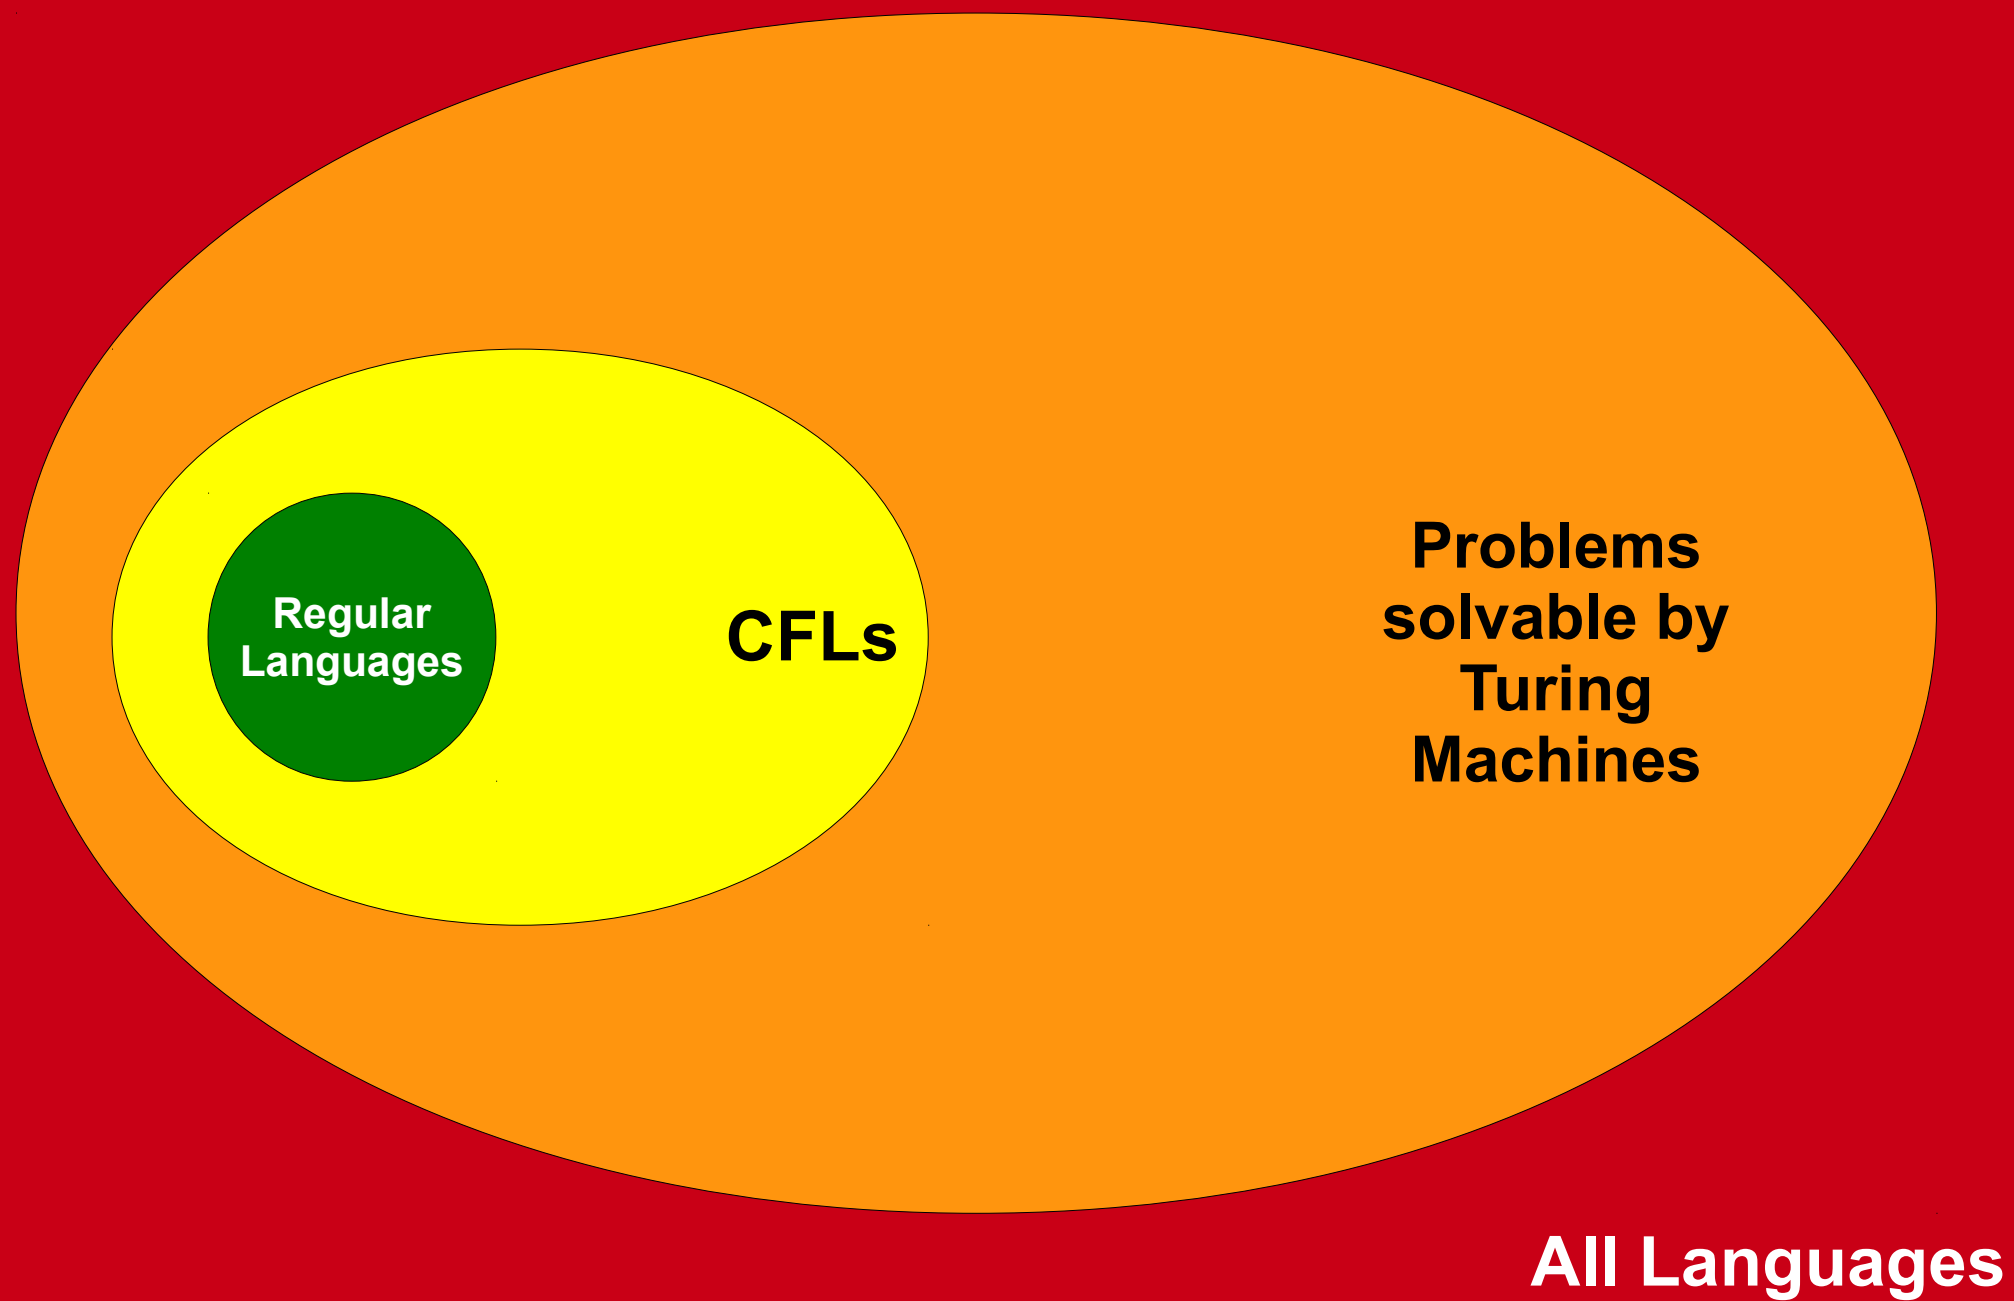 Regular
Languages
CFLs
Problems
solvable by
Turing
Machines
All Languages